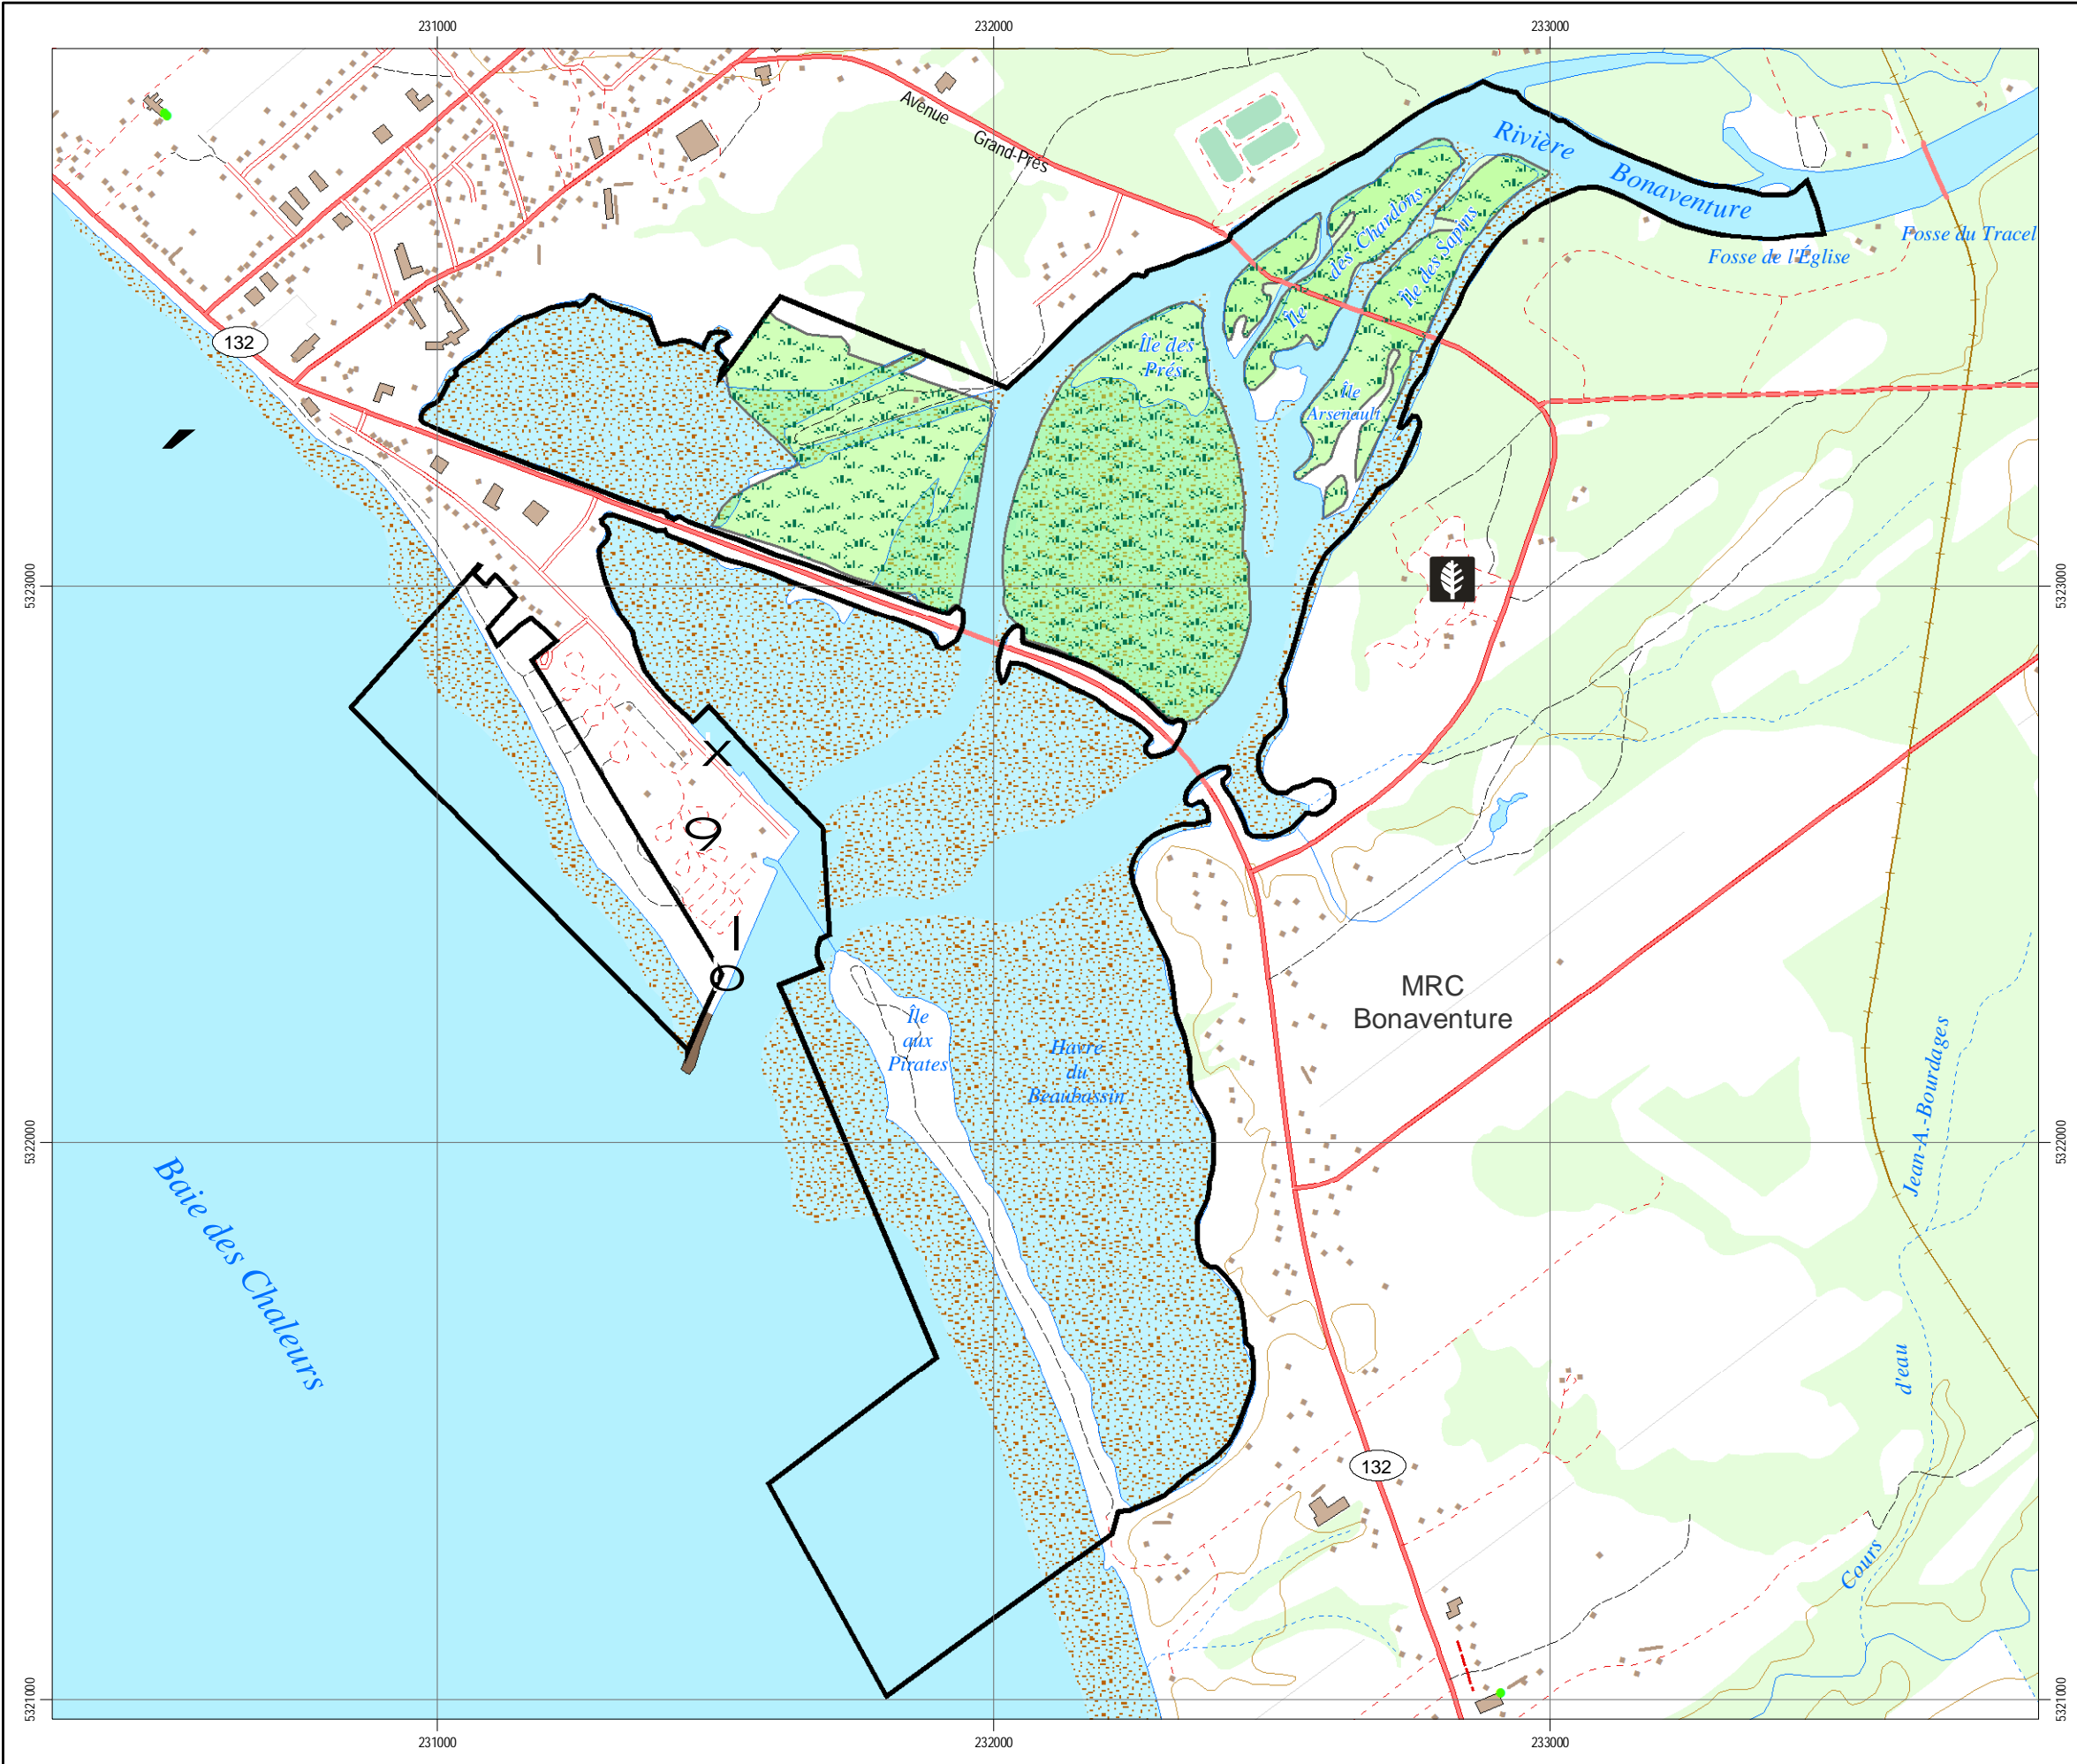 231000
232000
233000
Avenue
Grand-Prés
Rivière
Bonaventure
Fosse du Tracel
Fosse de l'Église
Île des Chardons
Île des Sapins
132
Île des
Prés
Île
Arsenault
5323000
5323000
x
9
MRC
Bonaventure
Île
aux
Pirates
Havre
du
Beaubassin
Jean-A.-Bourdages
5322000
5322000
Baie des Chaleurs
d'eau
132
Cours
5321000
5321000
231000
232000
233000